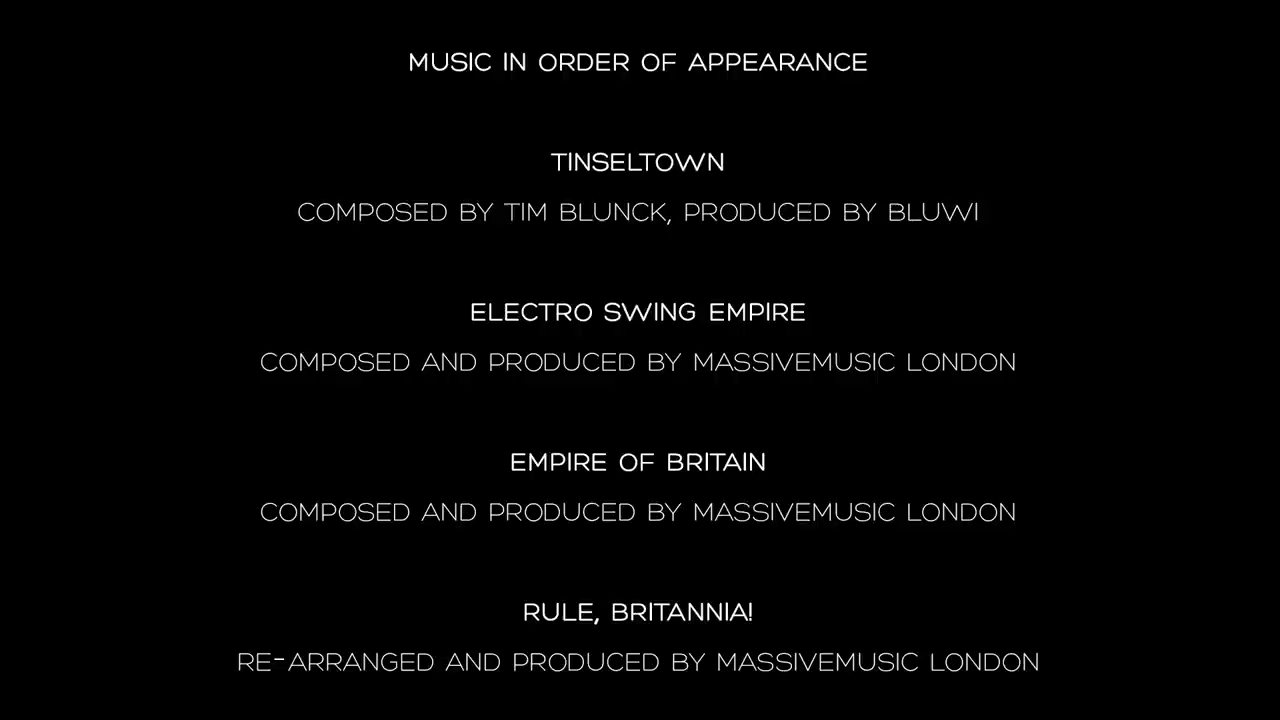 MUSIC IN ORDER OF APPEARANCE
TINSELTOWN
COMPOSED BY TIM BLUNCK, PRODUCED BY BLUWI
ELECTRO SWING EMPIRE
COMPOSED AND PRODUCED BY MASSIVEMUSIC LONDON
EMPIRE OF BRITAIN
COMPOSED AND PRODUCED BY MASSIVEMUSIC LONDON
RULE, BRITANNIA!
RE-ARRANGED AND PRODUCED BY MASSIVEMUSIC LONDON